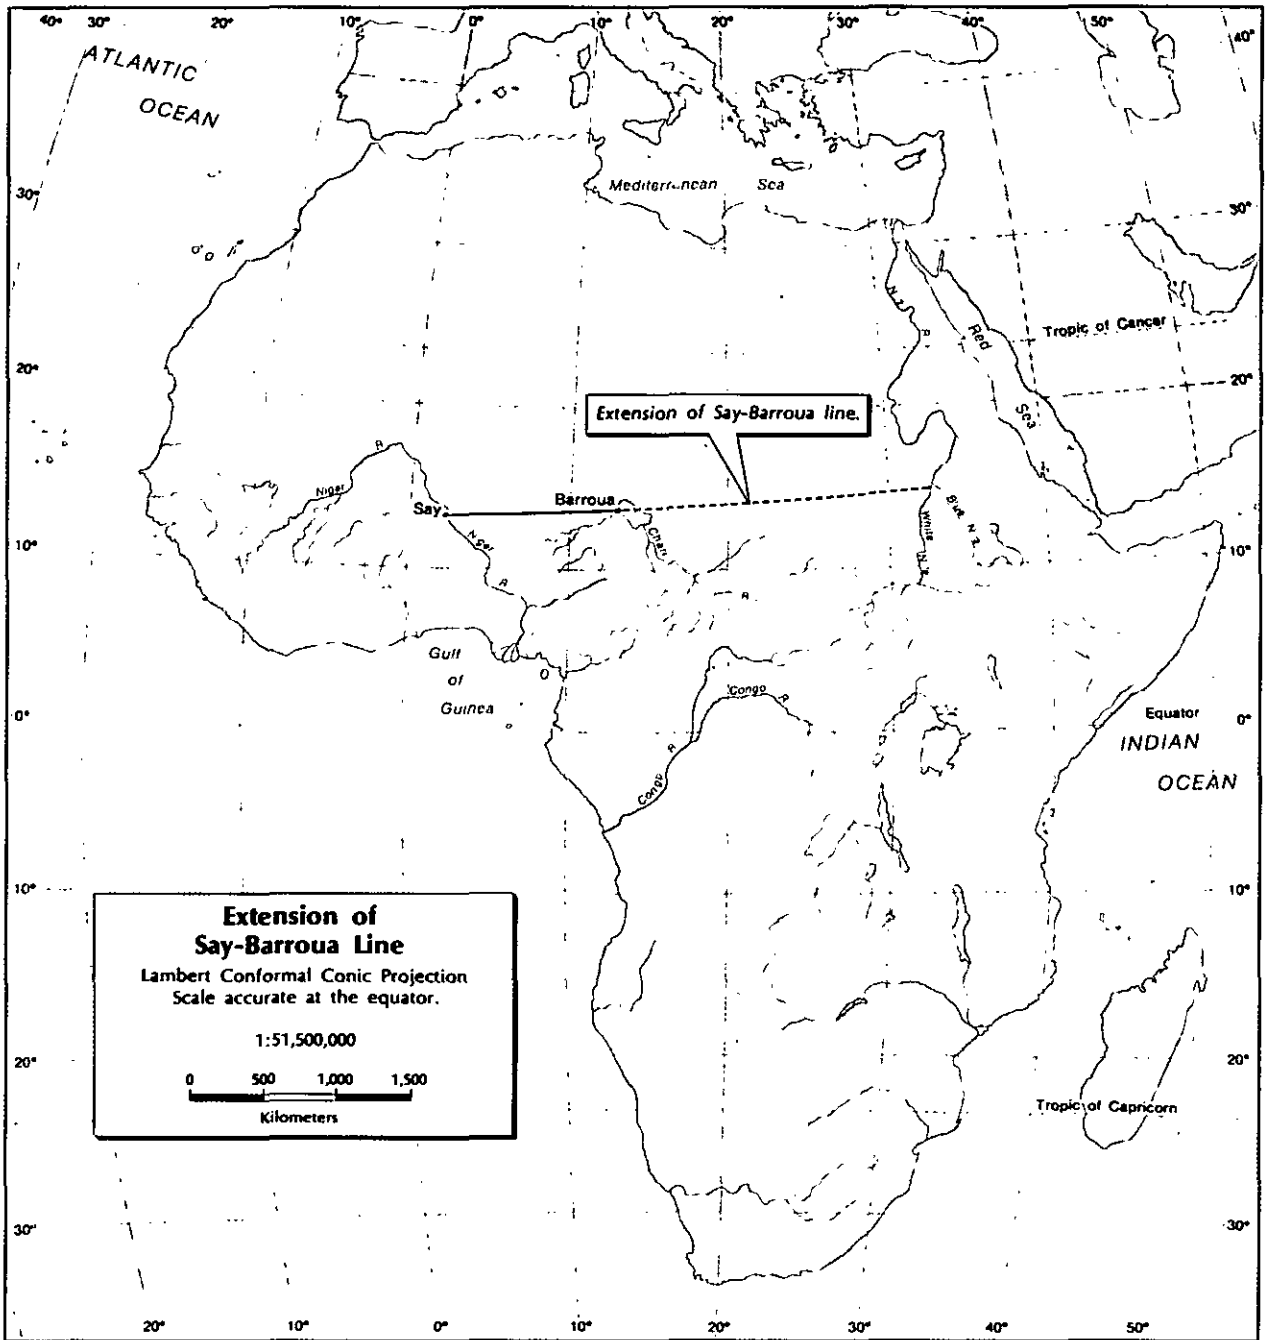 40° 30° 20° 10° 0° 10° 20° 30° 40° 50°
40°
ATLANTIC
OCEAN
40°
30°
Mediterranean Sea
30°
Red
Sea
Tropic of Cancer
20°
20°
Extension of Say-Barroua line.
R
Niger
Say
Barroua
Niger
R
Chari
White
Blue
10°
10°
R
Gulf
of
Guinea
Congo R
Congo R
0°
Equator
0°
INDIAN
OCEAN
10°
10°
Extension of
Say-Barroua Line
Lambert Conformal Conic Projection
Scale accurate at the equator.
1:51,500,000
0 500 1,000 1,500
Kilometers
20°
20°
Tropic of Capricorn
30°
30°
20° 10° 0° 10° 20° 30° 40° 50°